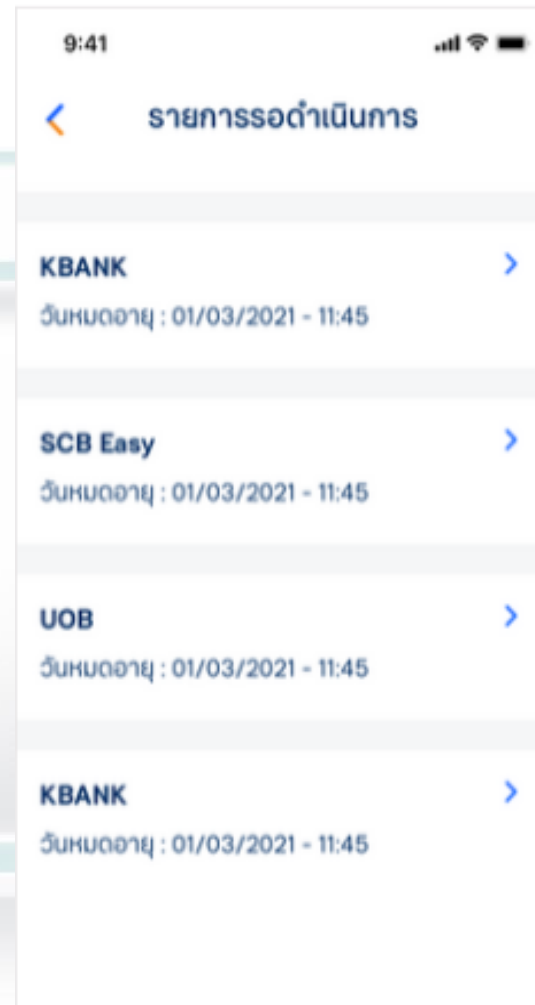 9:41
รายการรอดำเนินการ
KBANK
วันหมดอายุ : 01/03/2021 - 11:45
SCB Easy
วันหมดอายุ : 01/03/2021 - 11:45
UOB
วันหมดอายุ : 01/03/2021 - 11:45
KBANK
วันหมดอายุ : 01/03/2021 - 11:45